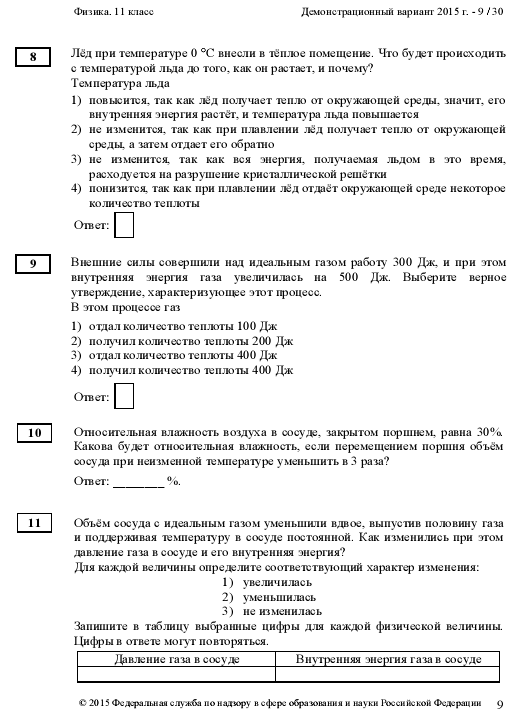 Физика. 11 класс Демонстрационный вариант 2015 г. - 9 / 30
8 Лёд при температуре 0 °С внесли в тёплое помещение. Что будет происходить
с температурой льда до того, как он растает, и почему?
Температура льда
1) повысится, так как лёд получает тепло от окружающей среды, значит, его
внутренняя энергия растёт, и температура льда повышается
2) не изменится, так как при плавлении лёд получает тепло от окружающей
среды, а затем отдает его обратно
3) не изменится, так как вся энергия, получаемая льдом в это время,
расходуется на разрушение кристаллической решётки
4) понизится, так как при плавлении лёд отдаёт окружающей среде некоторое
количество теплоты
Ответ:
9 Внешние силы совершили над идеальным газом работу 300 Дж, и при этом
внутренняя энергия газа увеличилась на 500 Дж. Выберите верное
утверждение, характеризующее этот процесс.
В этом процессе газ
1) отдал количество теплоты 100 Дж
2) получил количество теплоты 200 Дж
3) отдал количество теплоты 400 Дж
4) получил количество теплоты 400 Дж
Ответ:
10 Относительная влажность воздуха в сосуде, закрытом поршнем, равна 30%.
Какова будет относительная влажность, если перемещением поршня объём
сосуда при неизменной температуре уменьшить в 3 раза?
Ответ: ________ %.
11 Объём сосуда с идеальным газом уменьшили вдвое, выпустив половину газа
и поддерживая температуру в сосуде постоянной. Как изменились при этом
давление газа в сосуде и его внутренняя энергия?
Для каждой величины определите соответствующий характер изменения:
1) увеличилась
2) уменьшилась
3) не изменилась
Запишите в таблицу выбранные цифры для каждой физической величины.
Цифры в ответе могут повторяться.
Давление газа в сосуде Внутренняя энергия газа в сосуде
© 2015 Федеральная служба по надзору в сфере образования и науки Российской Федерации 9